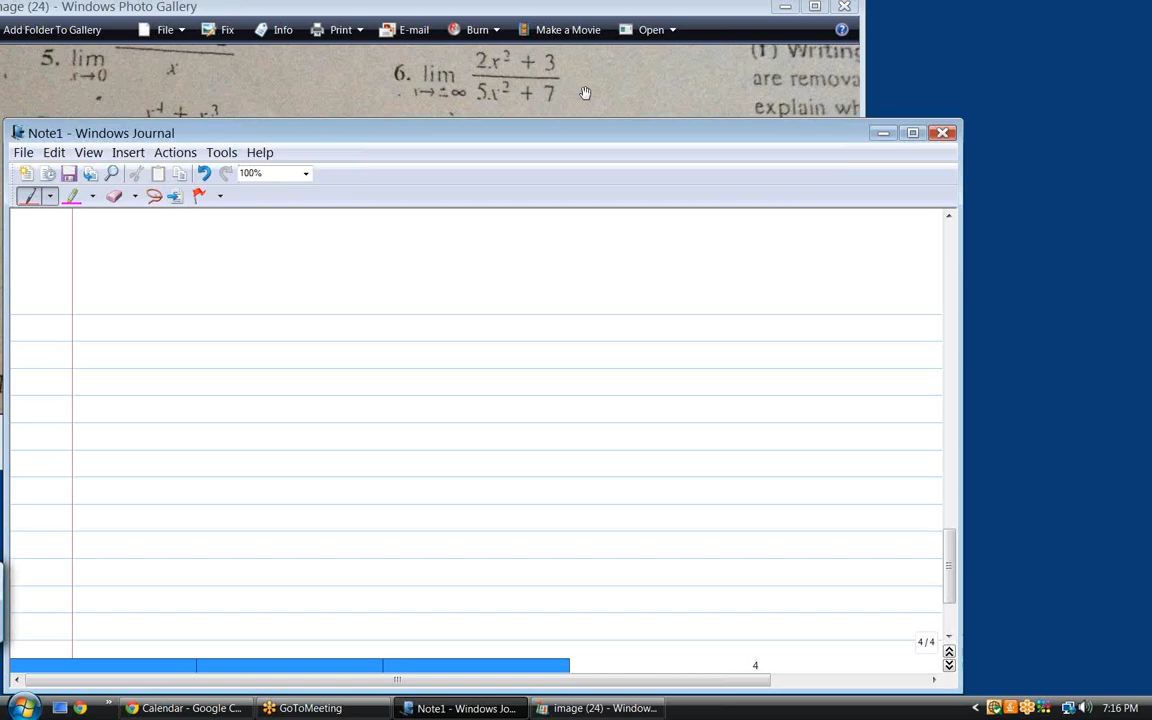 image (24) - Windows Photo Gallery
Add Folder To Gallery File Fix Info Print E-mail Burn Make a Movie Open
5. lim x→0 x
6. lim x→±∞ 2x² + 3 / 5x² + 7
(f) Writing
are remova
explain wh
x⁴ + x³
Note1 - Windows Journal
File Edit View Insert Actions Tools Help
100%
4/4
4
Calendar - Google C... GoToMeeting Note1 - Windows Jo... image (24) - Window... 7:16 PM